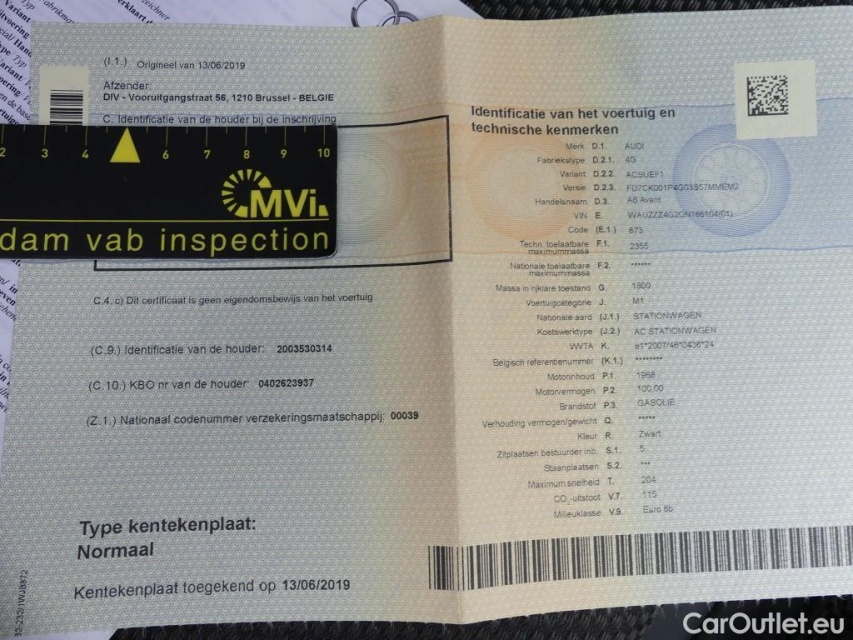 (I.1.) Origineel van 13/06/2019
Afzender:
DIV - Vooruitgangstraat 56, 1210 Brussel - BELGIE
C. Identificatie van de houder bij de inschrijving
2 3 4 6 7 8 9 10
MVi.
dam vab inspection
C.4. c) Dit certificaat is geen eigendomsbewijs van het voertuig
(C.9.) Identificatie van de houder: 2003530314
(C.10.) KBO nr van de houder: 0402623937
(Z.1.) Nationaal codenummer verzekeringsmaatschappij: 00039
Type kentekenplaat:
Normaal
Kentekenplaat toegekend op 13/06/2019
Identificatie van het voertuig en
technische kenmerken
Merk D.1. AUDI
Fabriekstype D.2.1. 4G
Variant D.2.2. ACSUEF1
Versie D.2.3. FD7CK001P4G03S57MMEM2
Handelsnaam D.3. A6 Avant
VIN E.
Code (E.1.) 873
Techn. toelaatbare F.1. 2355
maximummassa
Nationale toelaatbare F.2. ******
maximummassa
Massa in rijklare toestand G. 1800
Voertuigcategorie J. M1
Nationale aard (J.1.) STATIONWAGEN
Koetswerktype (J.2.) AC STATIONWAGEN
WVTA K. e1*2007/46*0436*24
Belgisch referentienummer (K.1.) ********
Motorinhoud P.1. 1968
Motorvermogen P.2. 100,00
Brandstof P.3. GASOLIE
Verhouding vermogen/gewicht Q. *****
Kleur R. Zwart
Zitplaatsen bestuurder inb. S.1. 5
Staanplaatsen S.2. ***
Maximum snelheid T. 204
CO₂-uitstoot V.7. 115
Milieuklasse V.9. Euro 6b
CarOutlet.eu